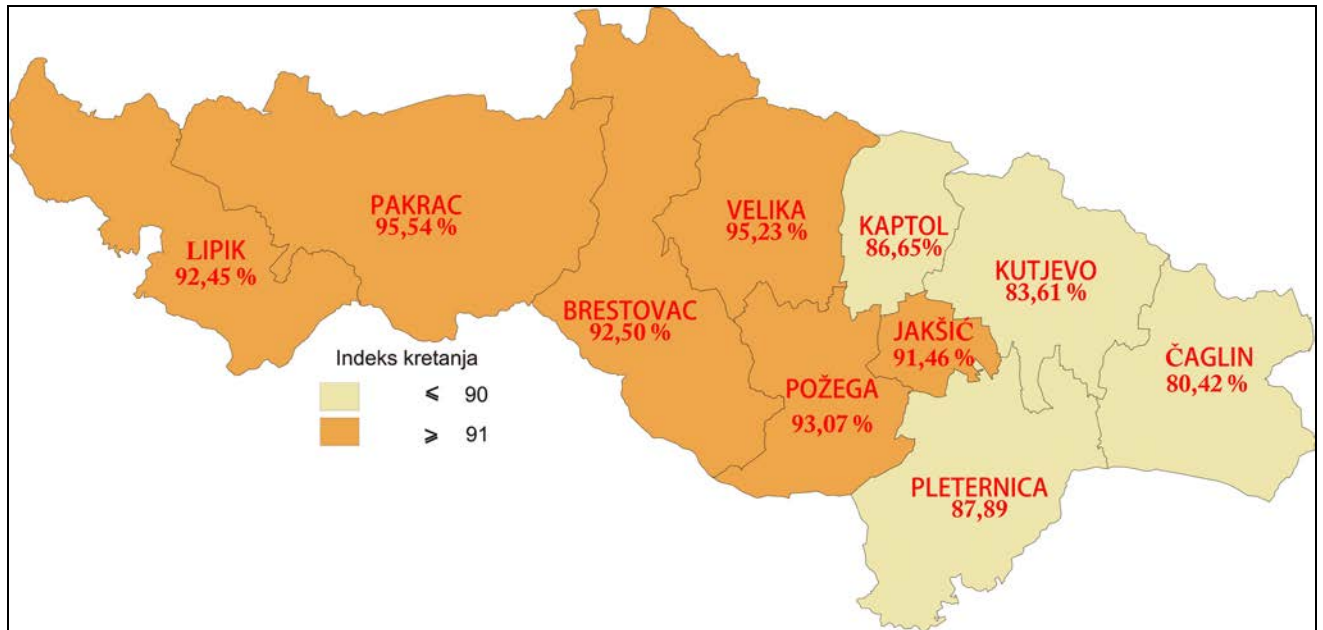 PAKRAC
95,54 %
VELIKA
95,23 %
KAPTOL
86,65%
LIPIK
92,45 %
KUTJEVO
83,61 %
BRESTOVAC
92,50 %
JAKŠIĆ
91,46 %
ČAGLIN
80,42 %
POŽEGA
93,07 %
PLETERNICA
87,89
Indeks kretanja
⩽ 90
⩾ 91